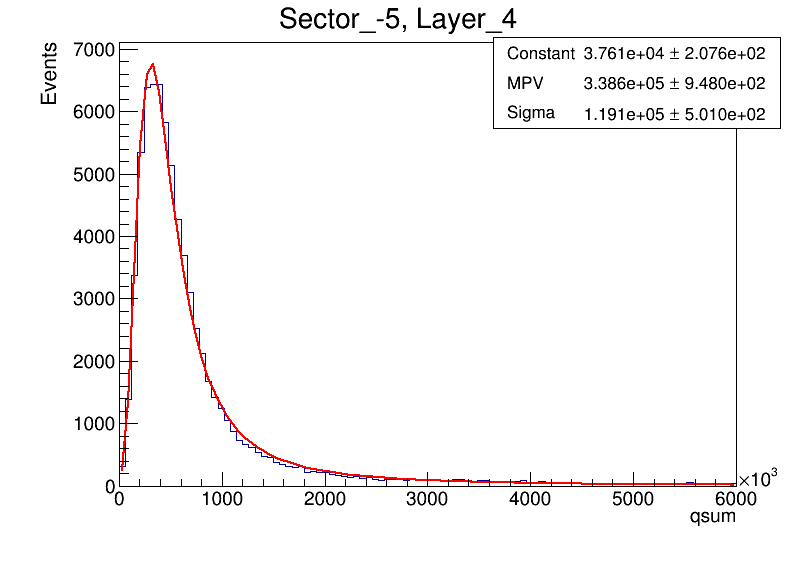 Sector_-5, Layer_4
Constant 3.761e+04 ± 2.076e+02
MPV 3.386e+05 ± 9.480e+02
Sigma 1.191e+05 ± 5.010e+02
Events
7000
6000
5000
4000
3000
2000
1000
0
0 1000 2000 3000 4000 5000 6000
×10³
qsum